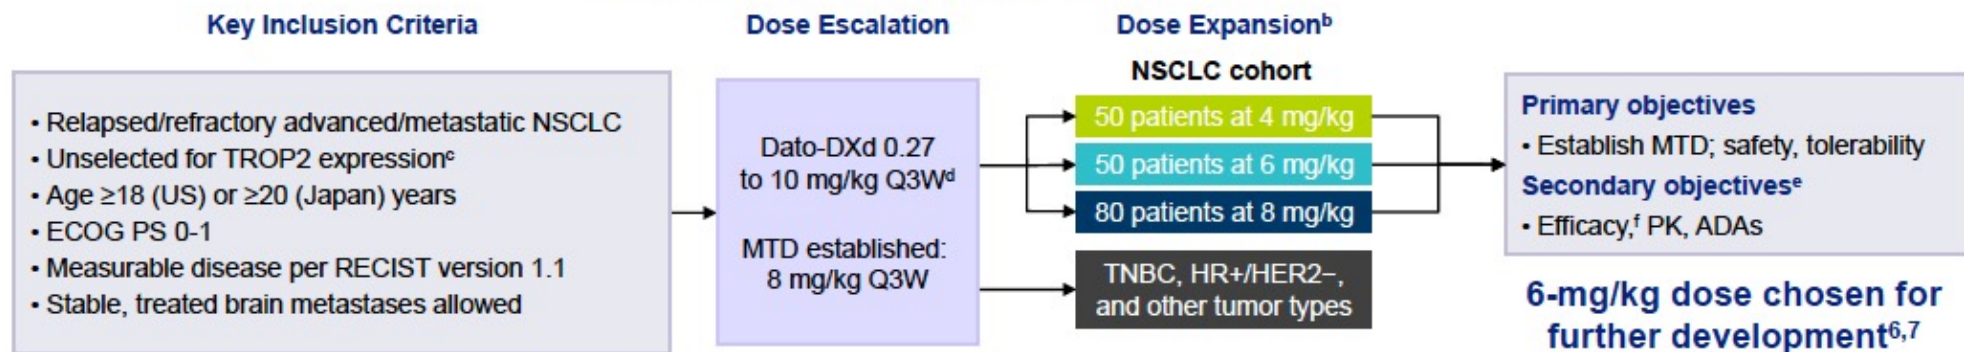 Key Inclusion Criteria
• Relapsed/refractory advanced/metastatic NSCLC
• Unselected for TROP2 expressionᶜ
• Age ≥18 (US) or ≥20 (Japan) years
• ECOG PS 0-1
• Measurable disease per RECIST version 1.1
• Stable, treated brain metastases allowed
Dose Escalation
Dato-DXd 0.27
to 10 mg/kg Q3Wᵈ
MTD established:
8 mg/kg Q3W
Dose Expansionᵇ
NSCLC cohort
50 patients at 4 mg/kg
50 patients at 6 mg/kg
80 patients at 8 mg/kg
TNBC, HR+/HER2−,
and other tumor types
Primary objectives
• Establish MTD; safety, tolerability
Secondary objectivesᵉ
• Efficacy,ᶠ PK, ADAs
6-mg/kg dose chosen for
further development⁶,⁷